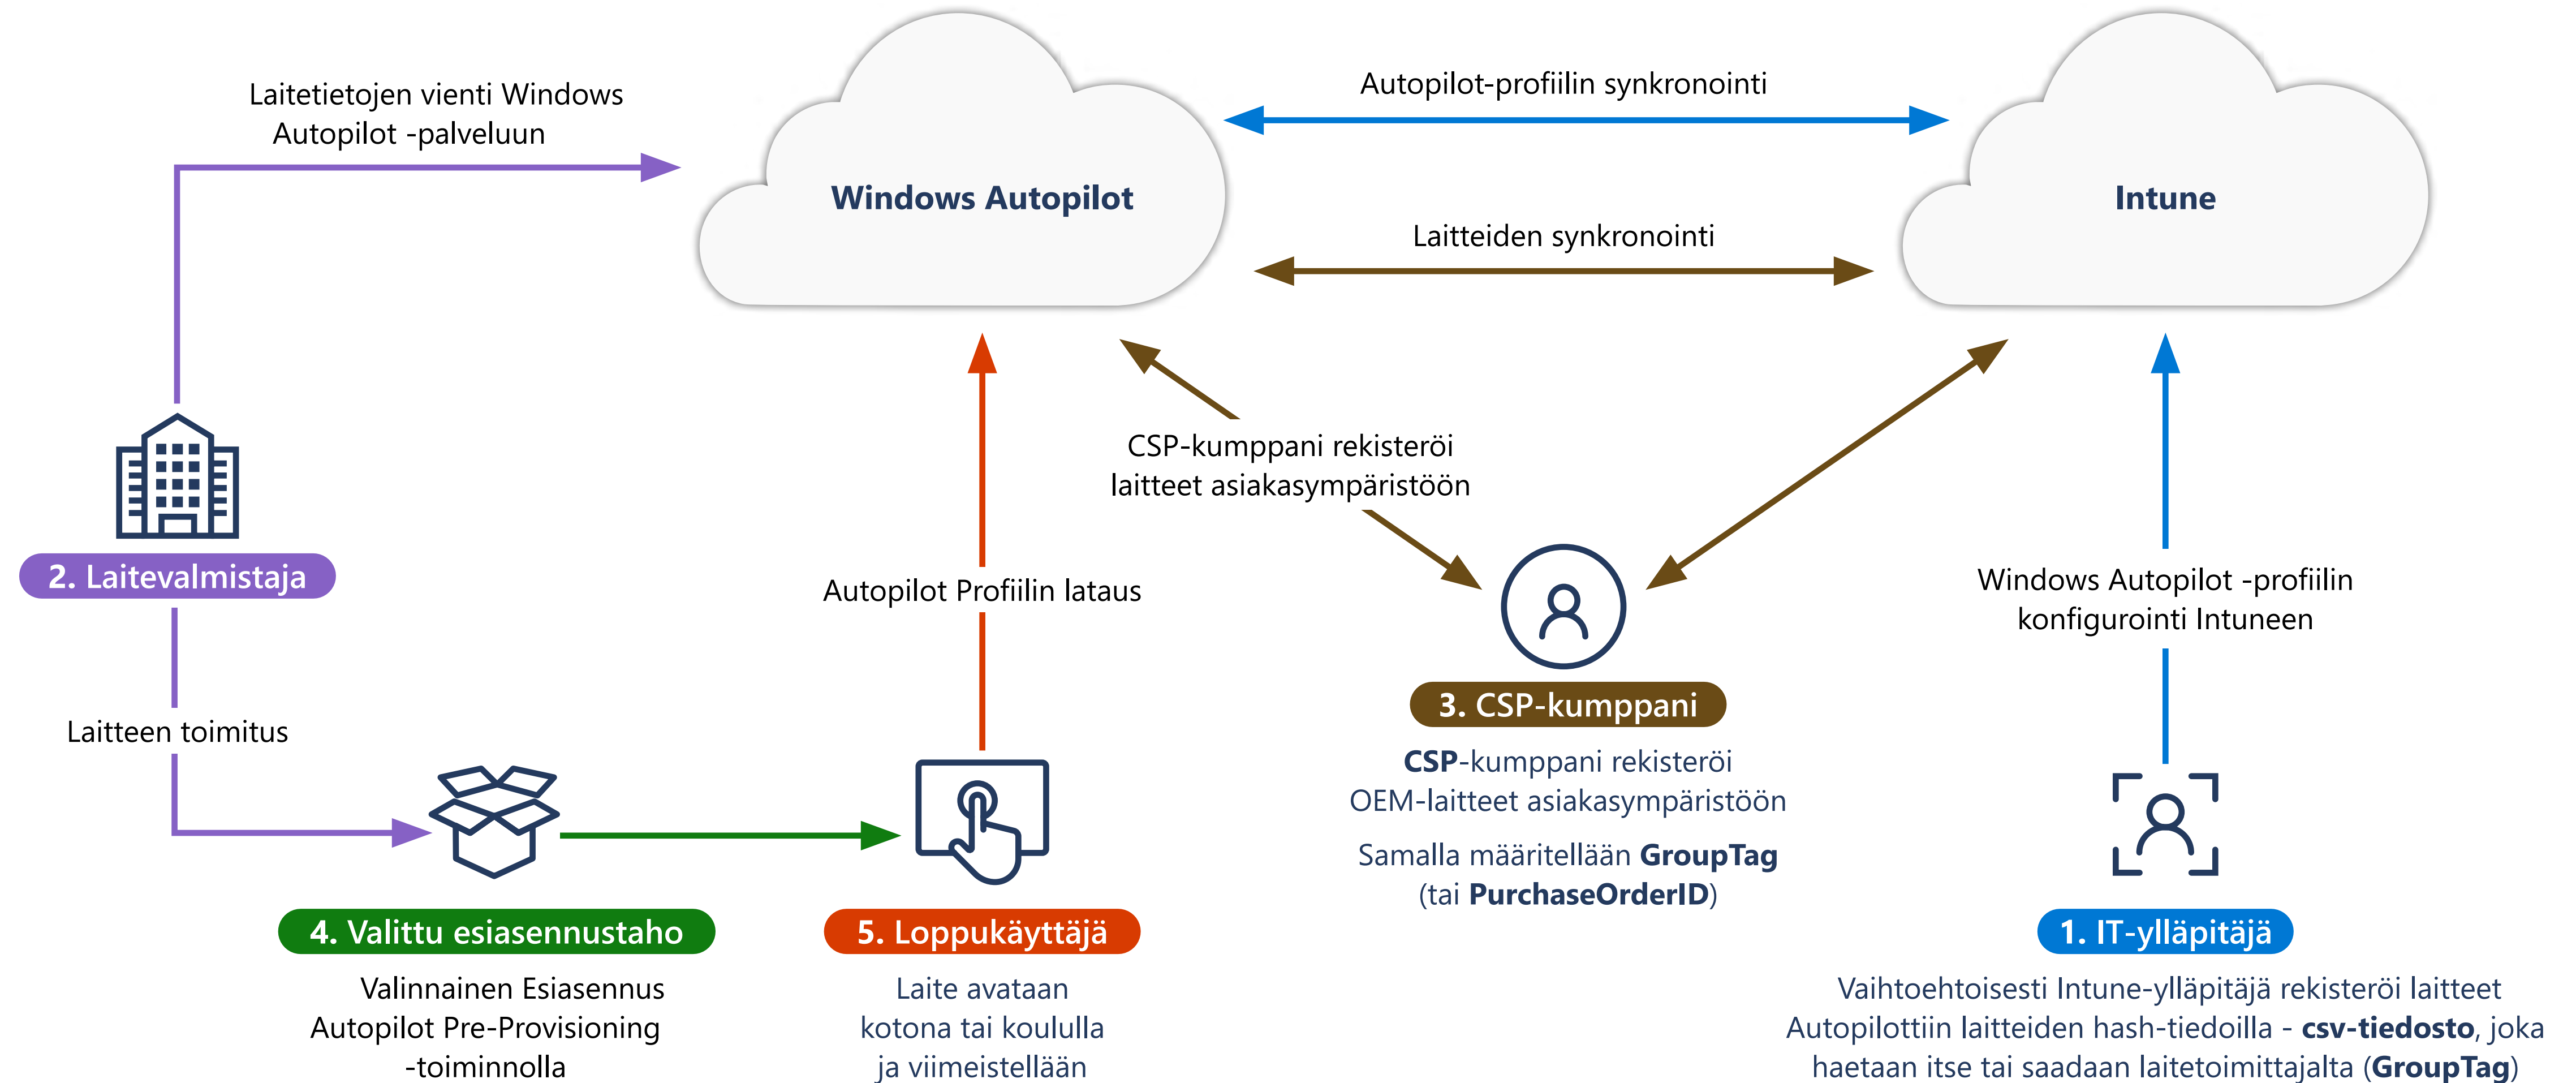 Laitetietojen vienti Windows
Autopilot -palveluun
Windows Autopilot
Autopilot-profiilin synkronointi
Laitteiden synkronointi
Intune
CSP-kumppani rekisteröi
laitteet asiakasympäristöön
2. Laitevalmistaja
Autopilot Profiilin lataus
Windows Autopilot -profiilin
konfigurointi Intuneen
Laitteen toimitus
3. CSP-kumppani
CSP-kumppani rekisteröi
OEM-laitteet asiakasympäristöön
Samalla määritellään GroupTag
(tai PurchaseOrderID)
4. Valittu esiasennustaho
Valinnainen Esiasennus
Autopilot Pre-Provisioning
-toiminnolla
5. Loppukäyttäjä
Laite avataan
kotona tai koululla
ja viimeistellään
1. IT-ylläpitäjä
Vaihtoehtoisesti Intune-ylläpitäjä rekisteröi laitteet
Autopilottiin laitteiden hash-tiedoilla - csv-tiedosto, joka
haetaan itse tai saadaan laitetoimittajalta (GroupTag)